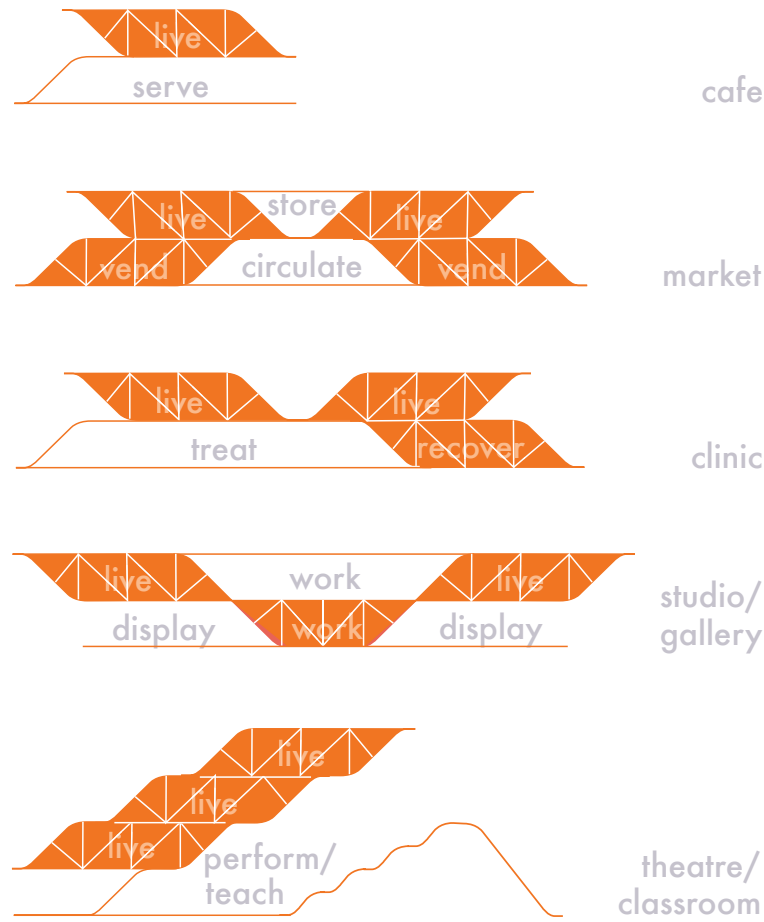 live
serve
cafe
store
live
live
vend
circulate
vend
market
live
live
treat
recover
clinic
live
work
live
display
work
display
studio/
gallery
live
live
live
perform/
teach
theatre/
classroom